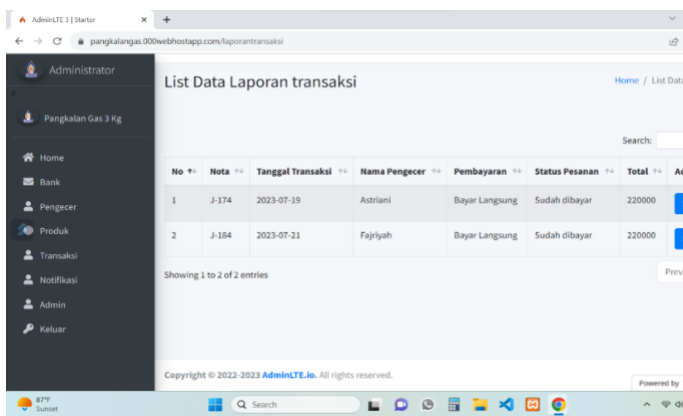 AdminLTE 3 | Starter
pangkalangas.000webhostapp.com/laporantransaksi
Administrator
Pangkalan Gas 3 Kg
Home
Bank
Pengecer
Produk
Transaksi
Notifikasi
Admin
Keluar
List Data Laporan transaksi
Home / List Data
Search:
No Nota Tanggal Transaksi Nama Pengecer Pembayaran Status Pesanan Total
1 J-174 2023-07-19 Astriani Bayar Langsung Sudah dibayar 220000
2 J-184 2023-07-21 Fajriyah Bayar Langsung Sudah dibayar 220000
Showing 1 to 2 of 2 entries
Prev
Copyright © 2022-2023 AdminLTE.io. All rights reserved.
Powered by
87°F
Sunset
Search